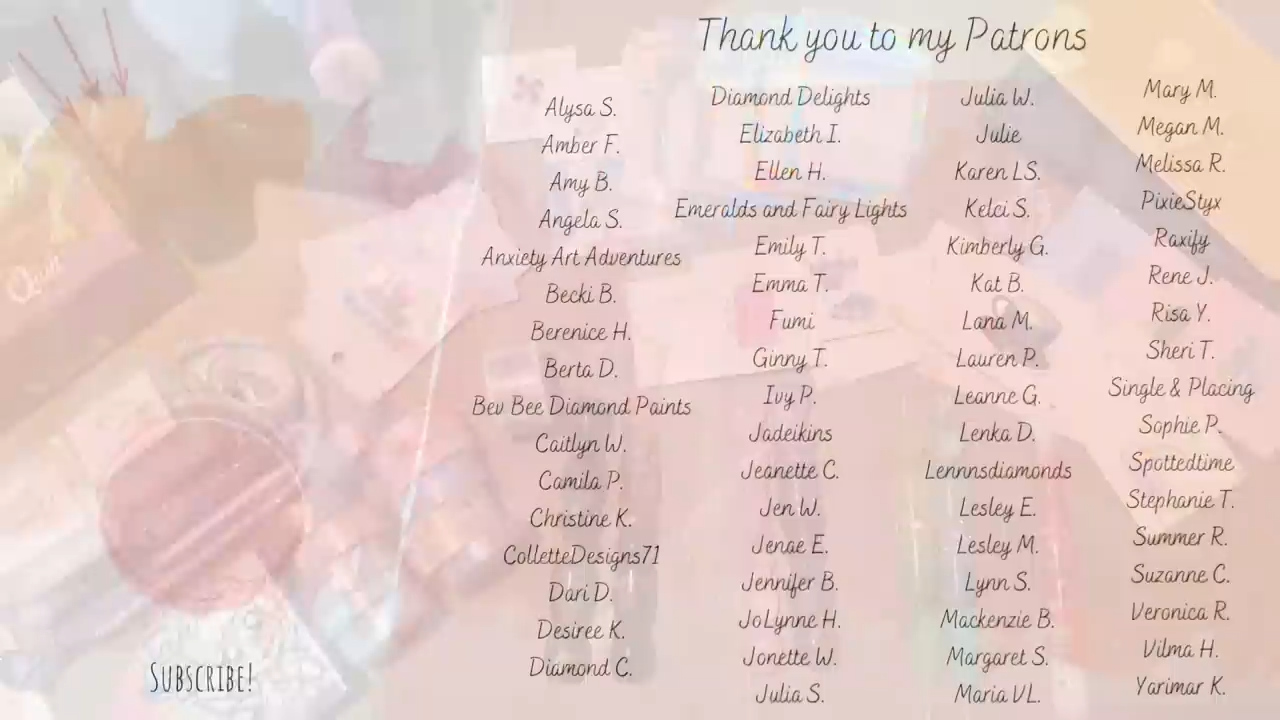 Thank you to my Patrons
Alysa S.
Amber F.
Amy B.
Angela S.
Anxiety Art Adventures
Becki B.
Berenice H.
Berta D.
Bev Bee Diamond Paints
Caitlyn W.
Camila P.
Christine K.
ColletteDesigns71
Dari D.
Desiree K.
Diamond C.
Diamond Delights
Elizabeth I.
Ellen H.
Emeralds and Fairy Lights
Emily T.
Emma T.
Fumi
Ginny T.
Ivy P.
Jadeikins
Jeanette C.
Jen W.
Jenae E.
Jennifer B.
JoLynne H.
Jonette W.
Julia S.
Julia W.
Julie
Karen LS.
Kelci S.
Kimberly G.
Kat B.
Lana M.
Lauren P.
Leanne G.
Lenka D.
Lennnsdiamonds
Lesley E.
Lesley M.
Lynn S.
Mackenzie B.
Margaret S.
Maria VL.
Mary M.
Megan M.
Melissa R.
PixieStyx
Raxify
Rene J.
Risa Y.
Sheri T.
Single & Placing
Sophie P.
Spottedtime
Stephanie T.
Summer R.
Suzanne C.
Veronica R.
Vilma H.
Yarimar K.
Subscribe!